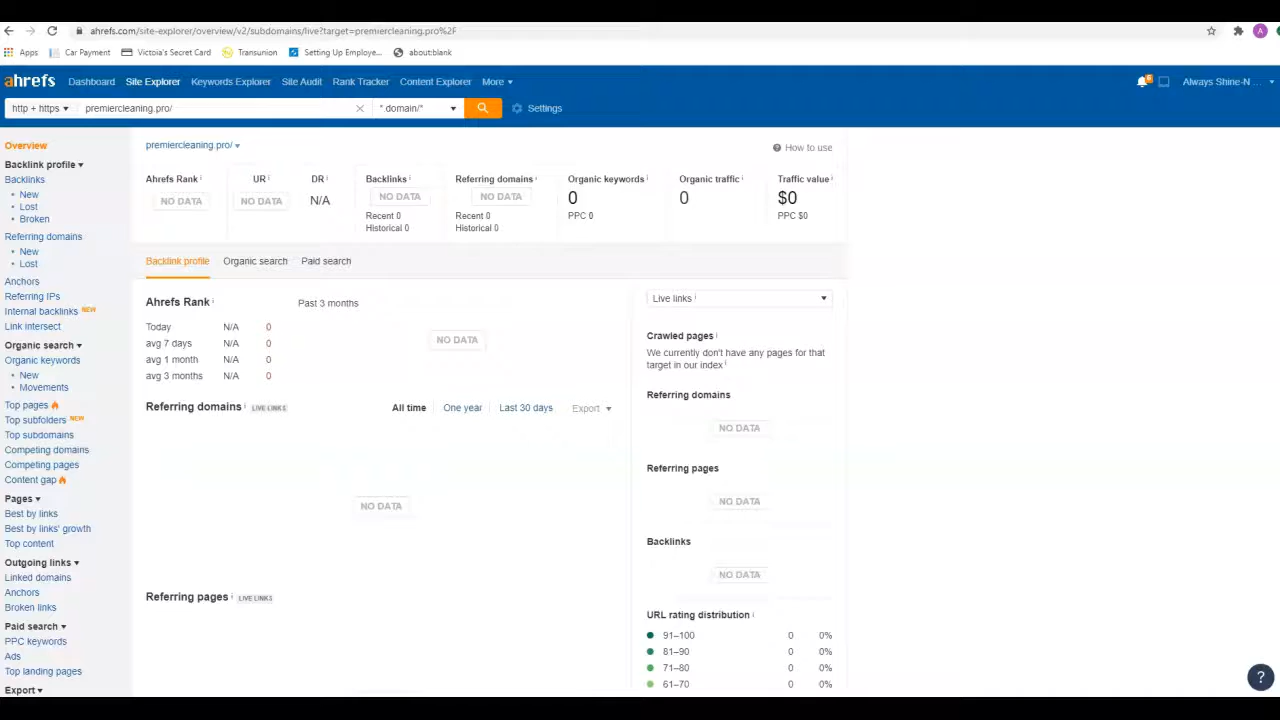 ahrefs.com/site-explorer/overview/v2/subdomains/live?target=premiercleaning.pro%2F
A
Apps Car Payment Victoia's Secret Card Transunion Setting Up Employe... about:blank
ahrefs Dashboard Site Explorer Keywords Explorer Site Audit Rank Tracker Content Explorer More Always Shine-N ...
http + https premiercleaning.pro/ *.domain/* Settings
Overview
Backlink profile
Backlinks
New
Lost
Broken
Referring domains
New
Lost
Anchors
Referring IPs
Internal backlinks NEW
Link intersect
Organic search
Organic keywords
New
Movements
Top pages
Top subfolders NEW
Top subdomains
Competing domains
Competing pages
Content gap
Pages
Best by links
Best by links' growth
Top content
Outgoing links
Linked domains
Anchors
Broken links
Paid search
PPC keywords
Ads
Top landing pages
Export
premiercleaning.pro/
? How to use
Ahrefs Rank i
NO DATA
UR i
NO DATA
DR i
N/A
Backlinks i
NO DATA
Recent 0
Historical 0
Referring domains i
NO DATA
Recent 0
Historical 0
Organic keywords i
0
PPC 0
Organic traffic i
0
Traffic value i
$0
PPC $0
Backlink profile Organic search Paid search
Ahrefs Rank i Past 3 months
Today N/A 0
avg 7 days N/A 0
avg 1 month N/A 0
avg 3 months N/A 0
NO DATA
Referring domains i LIVE LINKS All time One year Last 30 days Export
NO DATA
Referring pages i LIVE LINKS
Live links i
Crawled pages i
We currently don't have any pages for that
target in our index i
Referring domains
NO DATA
Referring pages
NO DATA
Backlinks
NO DATA
URL rating distribution i
91–100 0 0%
81–90 0 0%
71–80 0 0%
61–70 0 0%
?